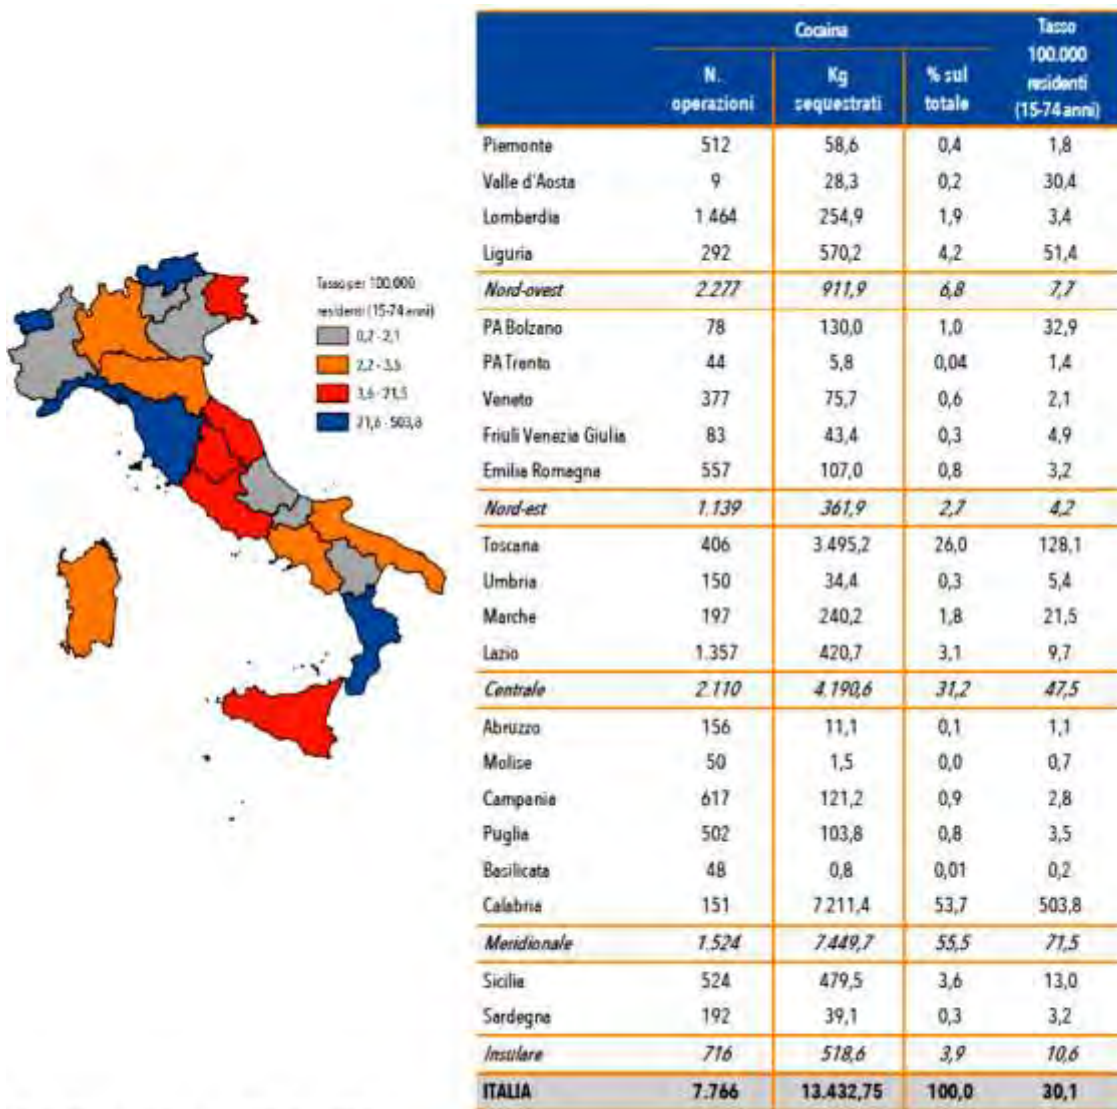 Cocaina
Tasso 100.000 residenti (15-74 anni)
N. operazioni
Kg sequestrati
% sul totale
Piemonte 512 58,6 0,4 1,8
Valle d'Aosta 9 28,3 0,2 30,4
Lombardia 1 464 254,9 1,9 3,4
Liguria 292 570,2 4,2 51,4
Nord-ovest 2.277 911,9 6,8 7,7
PA Bolzano 78 130,0 1,0 32,9
PA Trento 44 5,8 0,04 1,4
Veneto 377 75,7 0,6 2,1
Friuli Venezia Giulia 83 43,4 0,3 4,9
Emilia Romagna 557 107,0 0,8 3,2
Nord-est 1.139 361,9 2,7 4,2
Toscana 406 3.495,2 26,0 128,1
Umbria 150 34,4 0,3 5,4
Marche 197 240,2 1,8 21,5
Lazio 1.357 420,7 3,1 9,7
Centrale 2.110 4.190,6 31,2 47,5
Abruzzo 156 11,1 0,1 1,1
Molise 50 1,5 0,0 0,7
Campania 617 121,2 0,9 2,8
Puglia 502 103,8 0,8 3,5
Basilicata 48 0,8 0,01 0,2
Calabria 151 7 211,4 53,7 503,8
Meridionale 1.524 7.449,7 55,5 71,5
Sicilia 524 479,5 3,6 13,0
Sardegna 192 39,1 0,3 3,2
Insulare 716 518,6 3,9 10,6
ITALIA 7.766 13.432,75 100,0 30,1
Tasso per 100.000
residenti (15-74 anni)
0,2 - 2,1
2,2 - 3,5
3,6 - 21,5
21,6 - 503,8